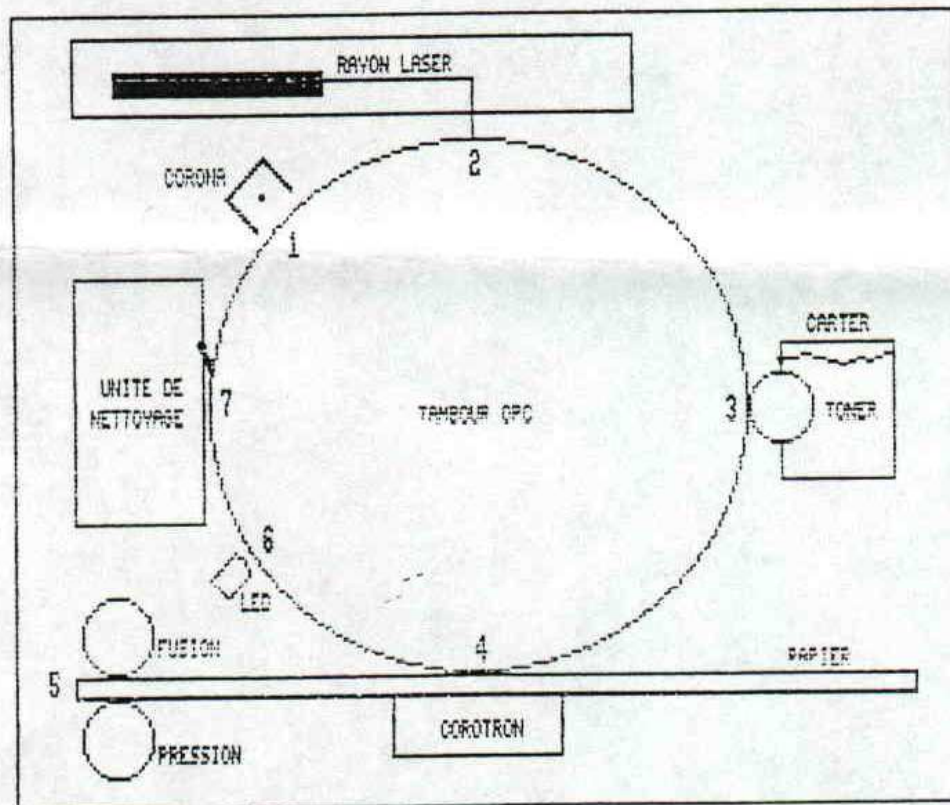 RAYON LASER
2
CORONA
1
CARTER
UNITE DE
NETTOYAGE
7
TAMBOUR OPC
3
TONER
6
LED
4
FUSION
PAPIER
5
COROTRON
PRESSION